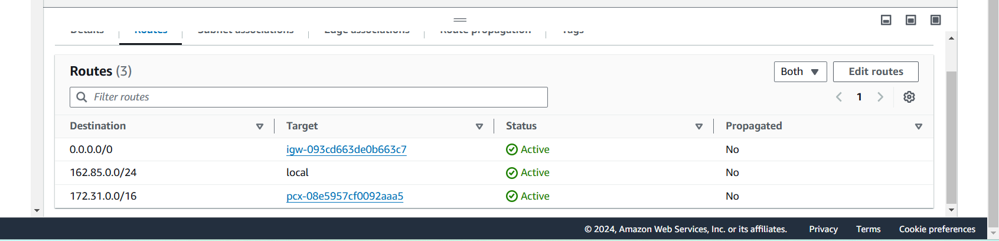 Details Routes Subnet associations Edge associations Route propagation Tags
Routes (3)
Both Edit routes
Filter routes
1
Destination Target Status Propagated
0.0.0.0/0 igw-093cd663de0b663c7 Active No
162.85.0.0/24 local Active No
172.31.0.0/16 pcx-08e5957cf0092aaa5 Active No
© 2024, Amazon Web Services, Inc. or its affiliates. Privacy Terms Cookie preferences